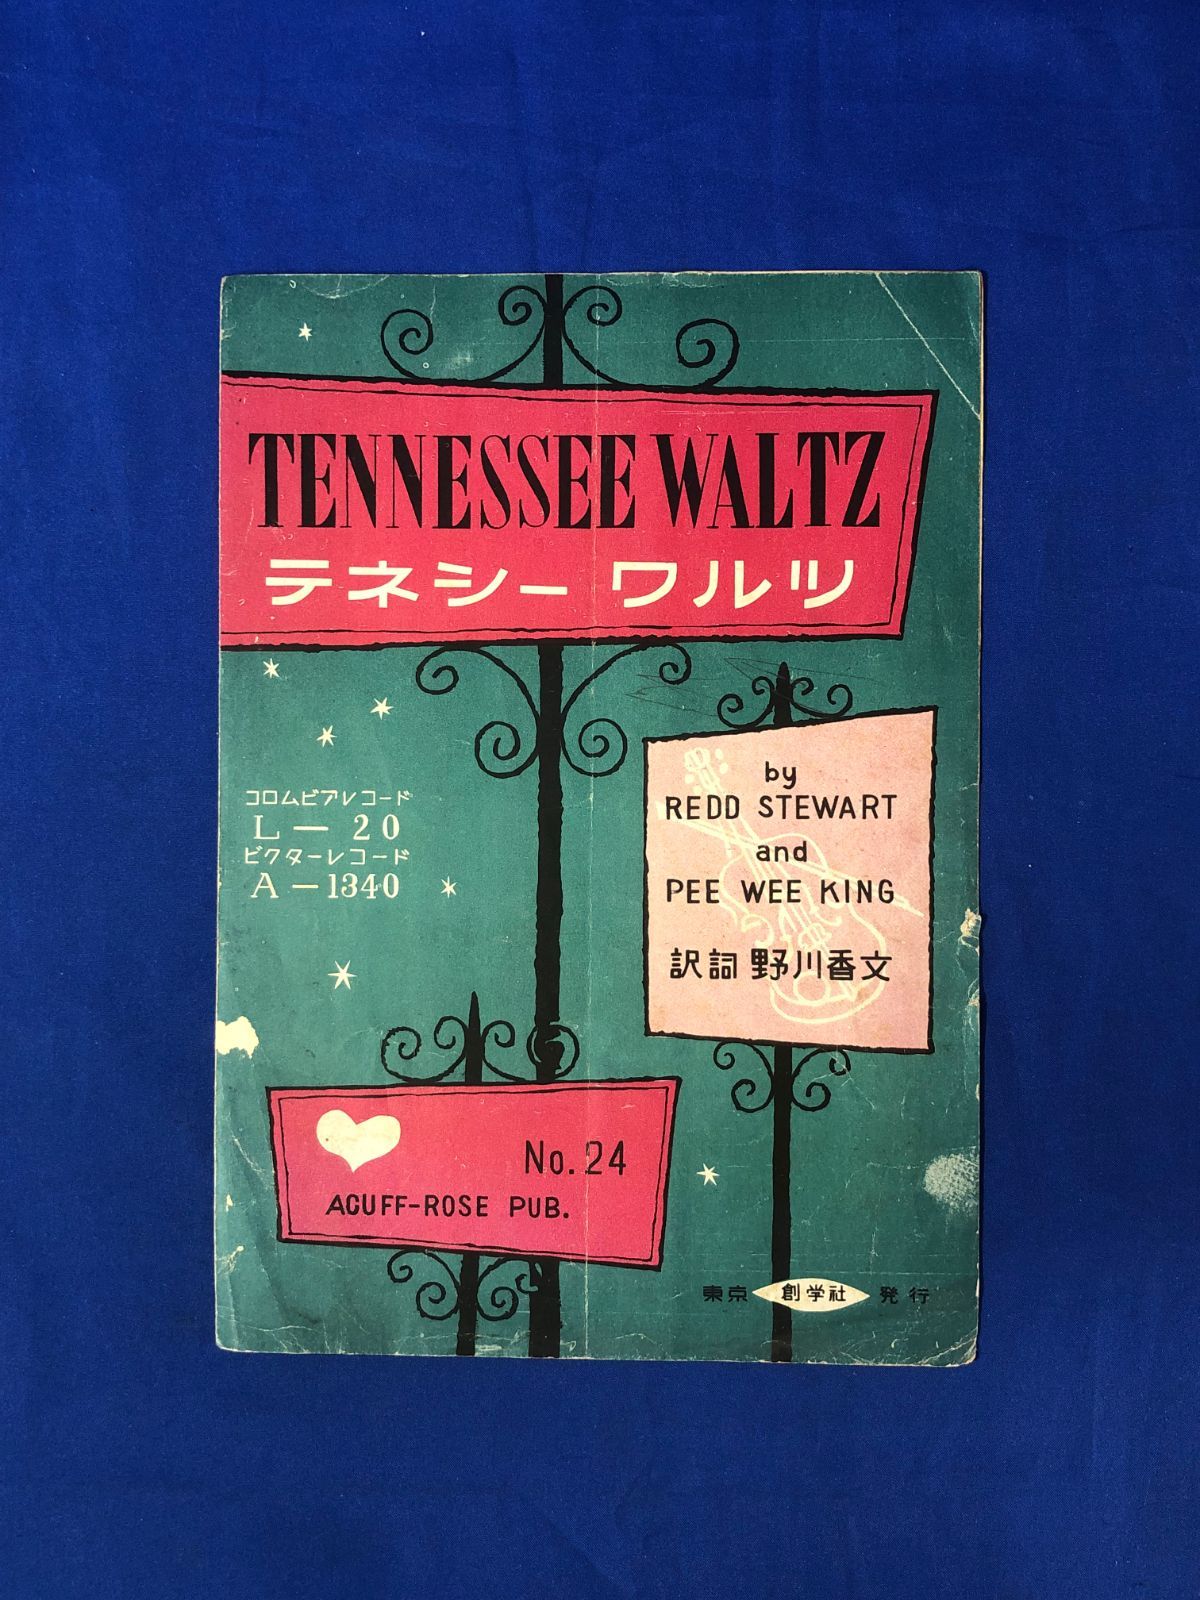 TENNESSEE WALTZ
テネシー ワルツ
コロムビアレコード
L — 20
ビクターレコード
A — 1340
by
REDD STEWART
and
PEE WEE KING
訳詞 野川香文
No. 24
ACUFF-ROSE PUB.
東京 創学社 発行